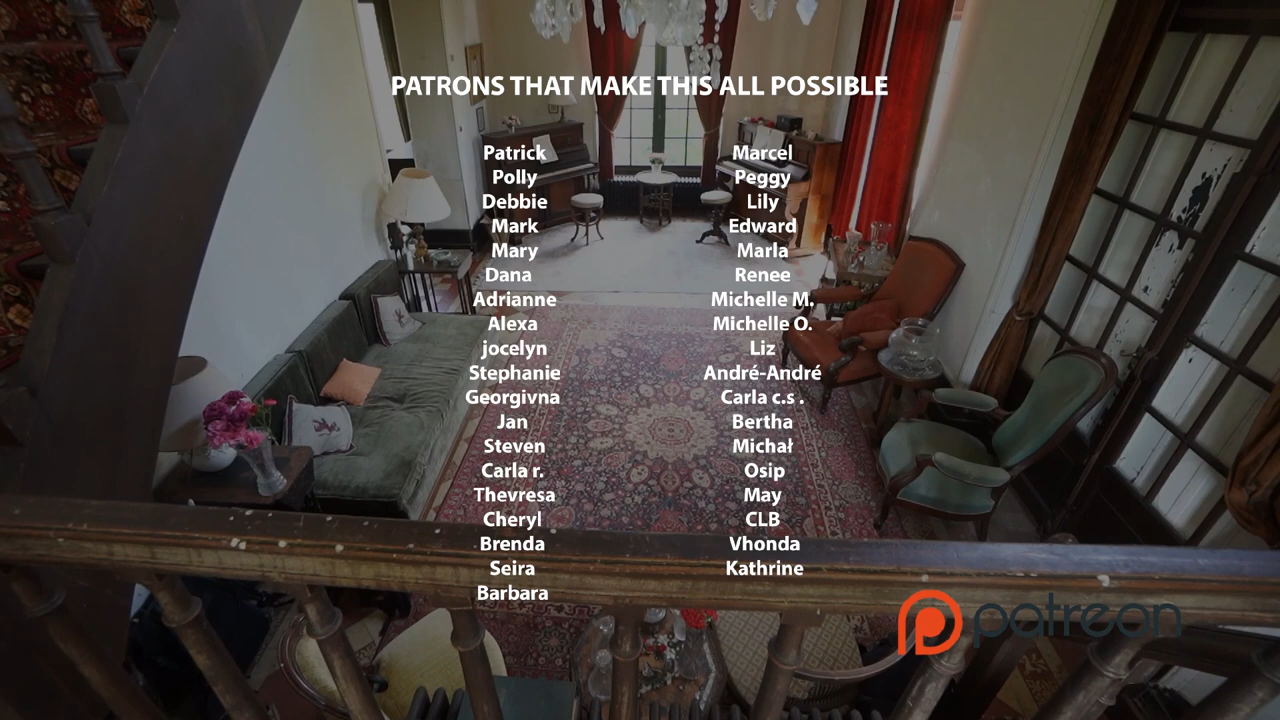 PATRONS THAT MAKE THIS ALL POSSIBLE
Patrick
Polly
Debbie
Mark
Mary
Dana
Adrianne
Alexa
jocelyn
Stephanie
Georgivna
Jan
Steven
Carla r.
Thevresa
Cheryl
Brenda
Seira
Barbara
Marcel
Peggy
Lily
Edward
Marla
Renee
Michelle M.
Michelle O.
Liz
André-André
Carla c.s .
Bertha
Michał
Osip
May
CLB
Vhonda
Kathrine
patreon